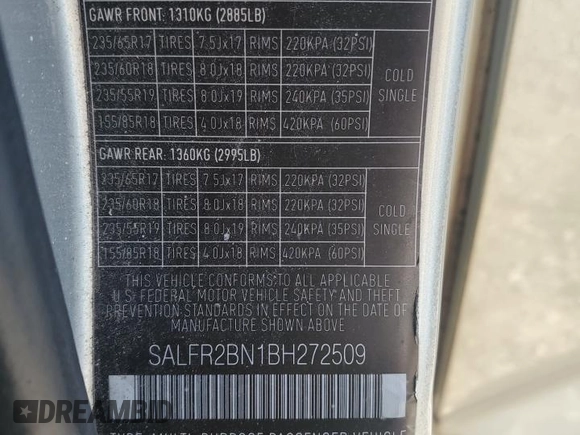 GAWR FRONT: 1310KG (2885LB)
235/65R17 TIRES 7.5Jx17 RIMS 220KPA (32PSI)
235/60R18 TIRES 8.0Jx18 RIMS 220KPA (32PSI)
COLD
235/55R19 TIRES 8.0Jx19 RIMS 240KPA (35PSI)
SINGLE
155/85R18 TIRES 4.0Jx18 RIMS 420KPA (60PSI)
GAWR REAR: 1360KG (2995LB)
235/65R17 TIRES 7.5Jx17 RIMS 220KPA (32PSI)
235/60R18 TIRES 8.0Jx18 RIMS 220KPA (32PSI)
COLD
235/55R19 TIRES 8.0Jx19 RIMS 240KPA (35PSI)
SINGLE
155/85R18 TIRES 4.0Jx18 RIMS 420KPA (60PSI)
THIS VEHICLE CONFORMS TO ALL APPLICABLE
U.S. FEDERAL MOTOR VEHICLE SAFETY AND THEFT
PREVENTION STANDARDS IN EFFECT ON THE DATE
OF MANUFACTURE SHOWN ABOVE
SALFR2BN1BH272509
DREAMBID
TYPE: MULTI-PURPOSE PASSENGER VEHICLE